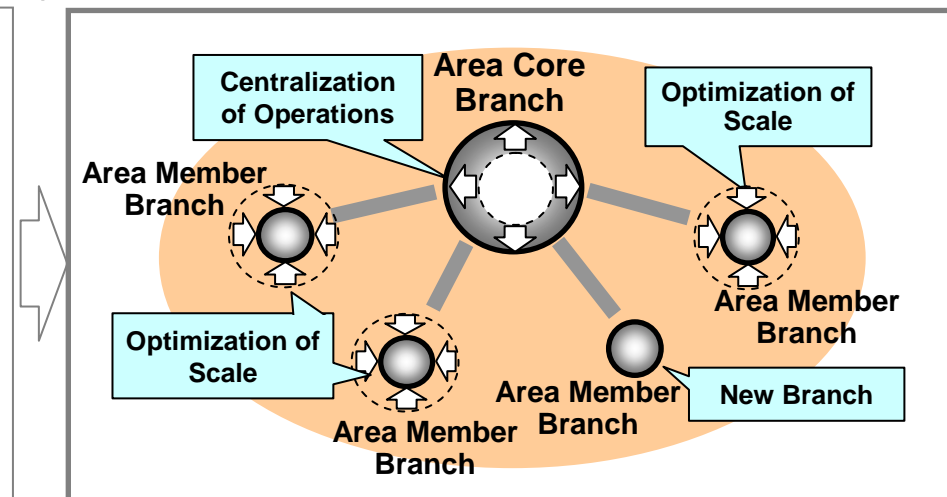 Area Core
Branch
Centralization
of Operations
Optimization of
Scale
Area Member
Branch
Area Member
Branch
Optimization of
Scale
Area Member
Branch
New Branch
Area Member
Branch